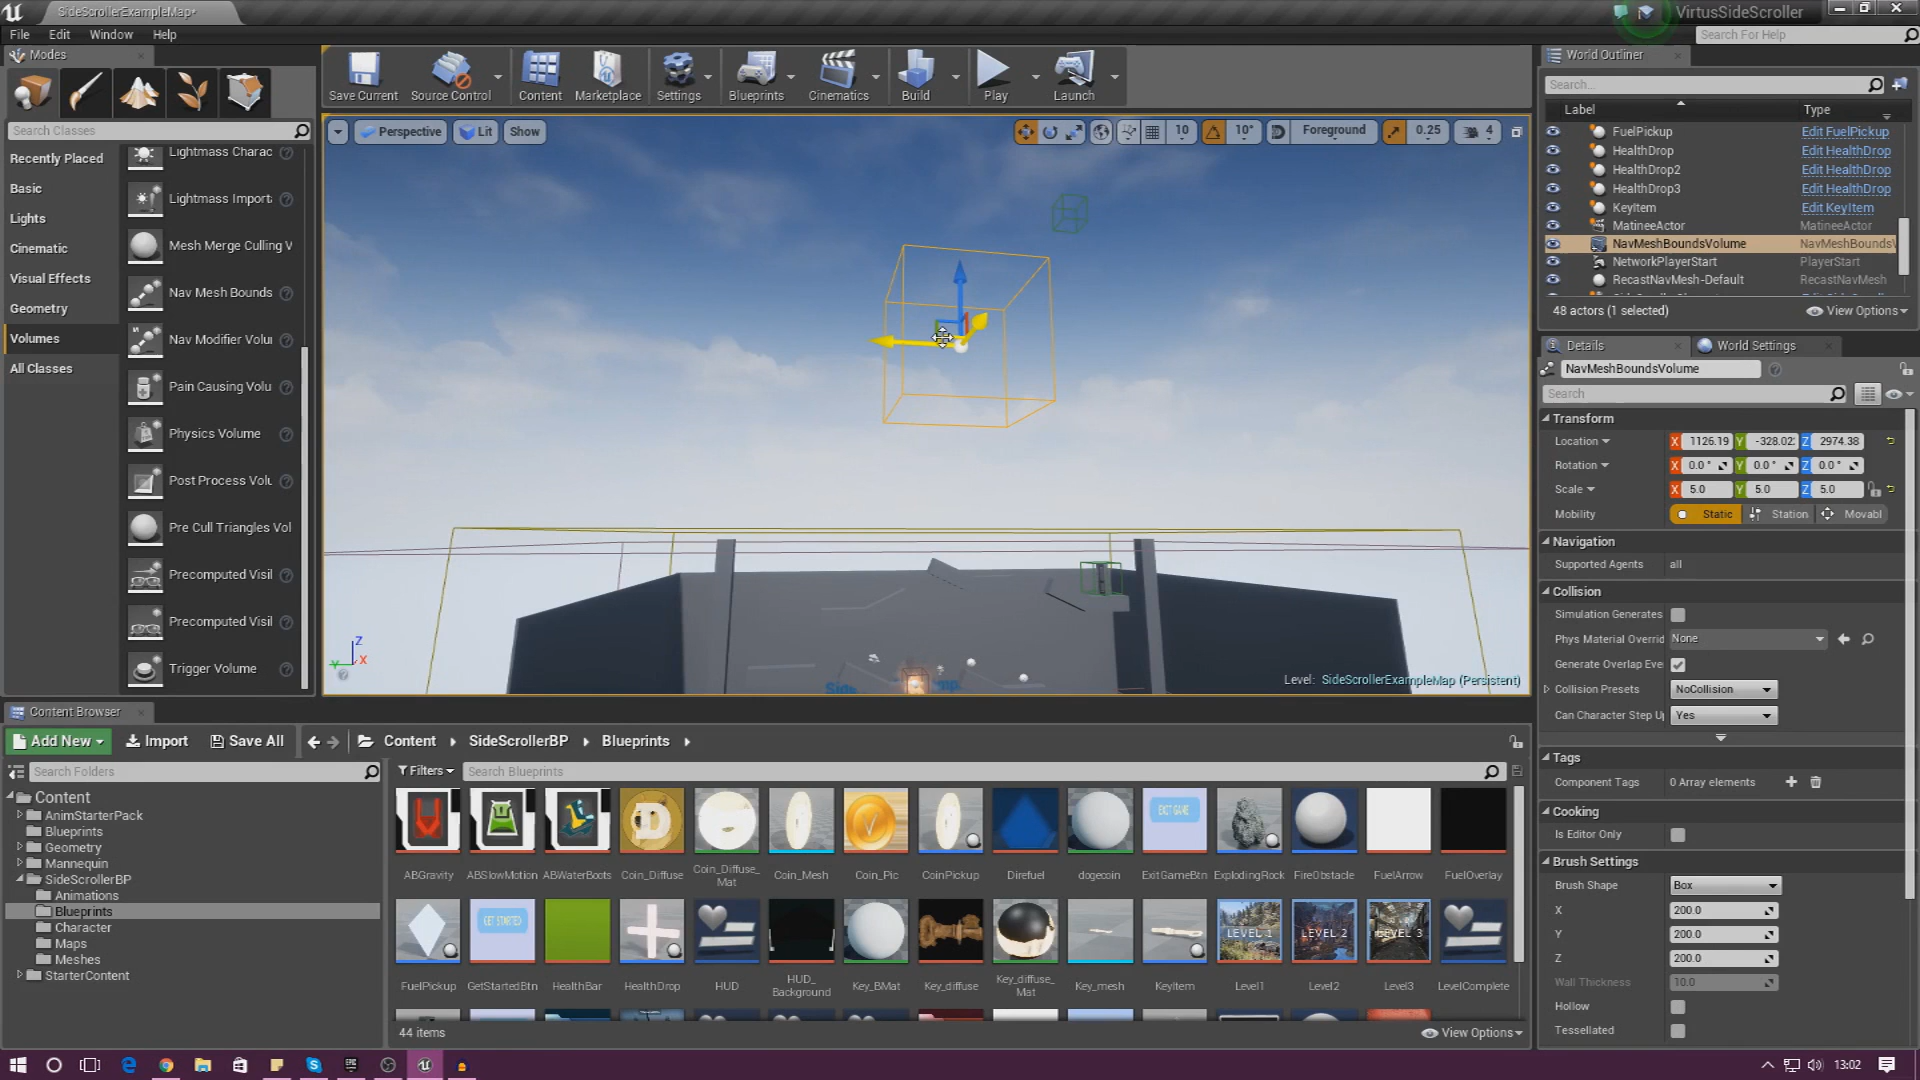 SideScrollerExampleMap*
VirtusSideScroller
File Edit Window Help
Search For Help
Modes
Search Classes
Recently Placed
Basic
Lights
Cinematic
Visual Effects
Geometry
Volumes
All Classes
Lightmass Charac
Lightmass Import
Mesh Merge Culling V
Nav Mesh Bounds
Nav Modifier Volu
Pain Causing Volu
Physics Volume
Post Process Volu
Pre Cull Triangles Vol
Precomputed Visil
Precomputed Visil
Trigger Volume
Save Current
Source Control
Content
Marketplace
Settings
Blueprints
Cinematics
Build
Play
Launch
Perspective Lit Show
10 10° Foreground 0.25 4
Z
Y X
Level: SideScrollerExampleMap (Persistent)
World Outliner
Search...
Label Type
FuelPickup Edit FuelPickup
HealthDrop Edit HealthDrop
HealthDrop2 Edit HealthDrop
HealthDrop3 Edit HealthDrop
KeyItem Edit KeyItem
MatineeActor MatineeActor
NavMeshBoundsVolume NavMeshBoundsV
NetworkPlayerStart PlayerStart
RecastNavMesh-Default RecastNavMesh
48 actors (1 selected) View Options
Details World Settings
NavMeshBoundsVolume
Search
Transform
Location X 1126.19 Y -328.02 Z 2974.38
Rotation X 0.0° Y 0.0° Z 0.0°
Scale X 5.0 Y 5.0 Z 5.0
Mobility Static Station Movabl
Navigation
Supported Agents all
Collision
Simulation Generates
Phys Material Overrid None
Generate Overlap Eve
Collision Presets NoCollision
Can Character Step U Yes
Tags
Component Tags 0 Array elements
Cooking
Is Editor Only
Brush Settings
Brush Shape Box
X 200.0
Y 200.0
Z 200.0
Wall Thickness 10.0
Hollow
Tessellated
Content Browser
Add New Import Save All Content SideScrollerBP Blueprints
Search Folders
Filters Search Blueprints
Content
AnimStarterPack
Blueprints
Geometry
Mannequin
SideScrollerBP
Animations
Blueprints
Character
Maps
Meshes
StarterContent
EXIT GAME
ABGravity
ABSlowMotion
ABWaterBoots
Coin_Diffuse
Coin_Diffuse_
Mat
Coin_Mesh
Coin_Pic
CoinPickup
Direfuel
dogecoin
ExitGameBtn
ExplodingRock
FireObstacle
FuelArrow
FuelOverlay
GET STARTED
LEVEL 1
LEVEL 2
LEVEL 3
FuelPickup
GetStartedBtn
HealthBar
HealthDrop
HUD
HUD_
Background
Key_BMat
Key_diffuse
Key_diffuse_
Mat
Key_mesh
KeyItem
Level1
Level2
Level3
LevelComplete
44 items
View Options
13:02